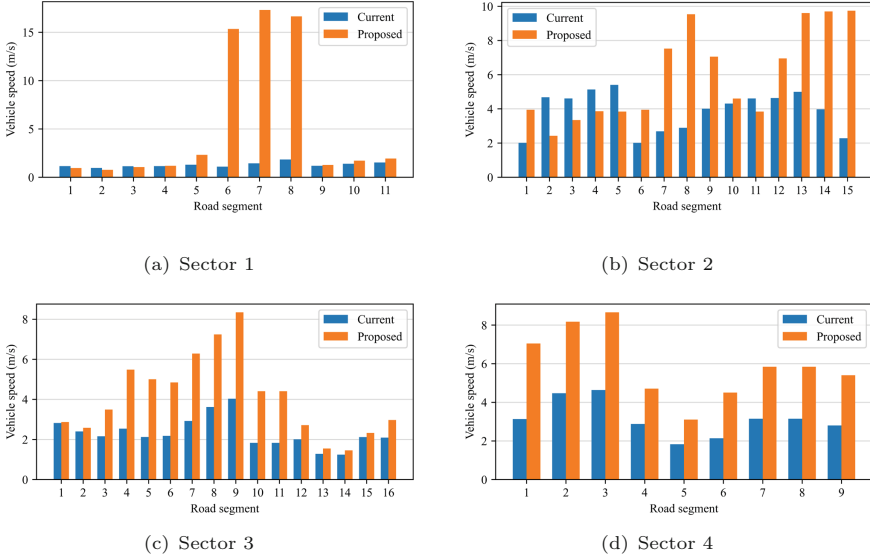 Vehicle speed (m/s)
15
10
5
0
Current
Proposed
1 2 3 4 5 6 7 8 9 10 11
Road segment
(a) Sector 1
Vehicle speed (m/s)
10
8
6
4
2
0
Current
Proposed
1 2 3 4 5 6 7 8 9 10 11 12 13 14 15
Road segment
(b) Sector 2
Vehicle speed (m/s)
8
6
4
2
0
Current
Proposed
1 2 3 4 5 6 7 8 9 10 11 12 13 14 15 16
Road segment
(c) Sector 3
Vehicle speed (m/s)
8
6
4
2
0
Current
Proposed
1 2 3 4 5 6 7 8 9
Road segment
(d) Sector 4